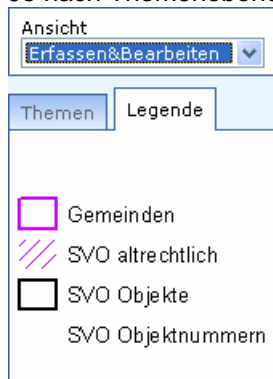 Ansicht
Erfassen&Bearbeiten
Themen Legende
Gemeinden
SVO altrechtlich
SVO Objekte
SVO Objektnummern